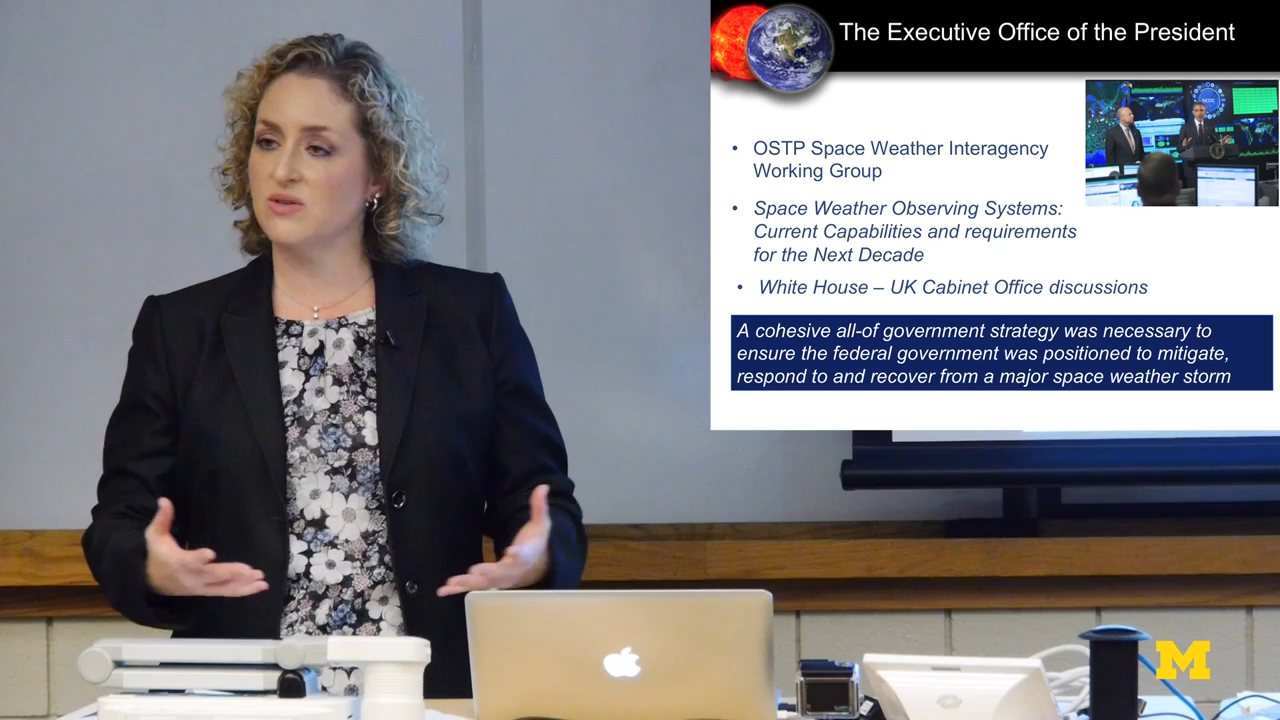 The Executive Office of the President
• OSTP Space Weather Interagency
Working Group
• Space Weather Observing Systems:
Current Capabilities and requirements
for the Next Decade
• White House – UK Cabinet Office discussions
A cohesive all-of government strategy was necessary to
ensure the federal government was positioned to mitigate,
respond to and recover from a major space weather storm
M